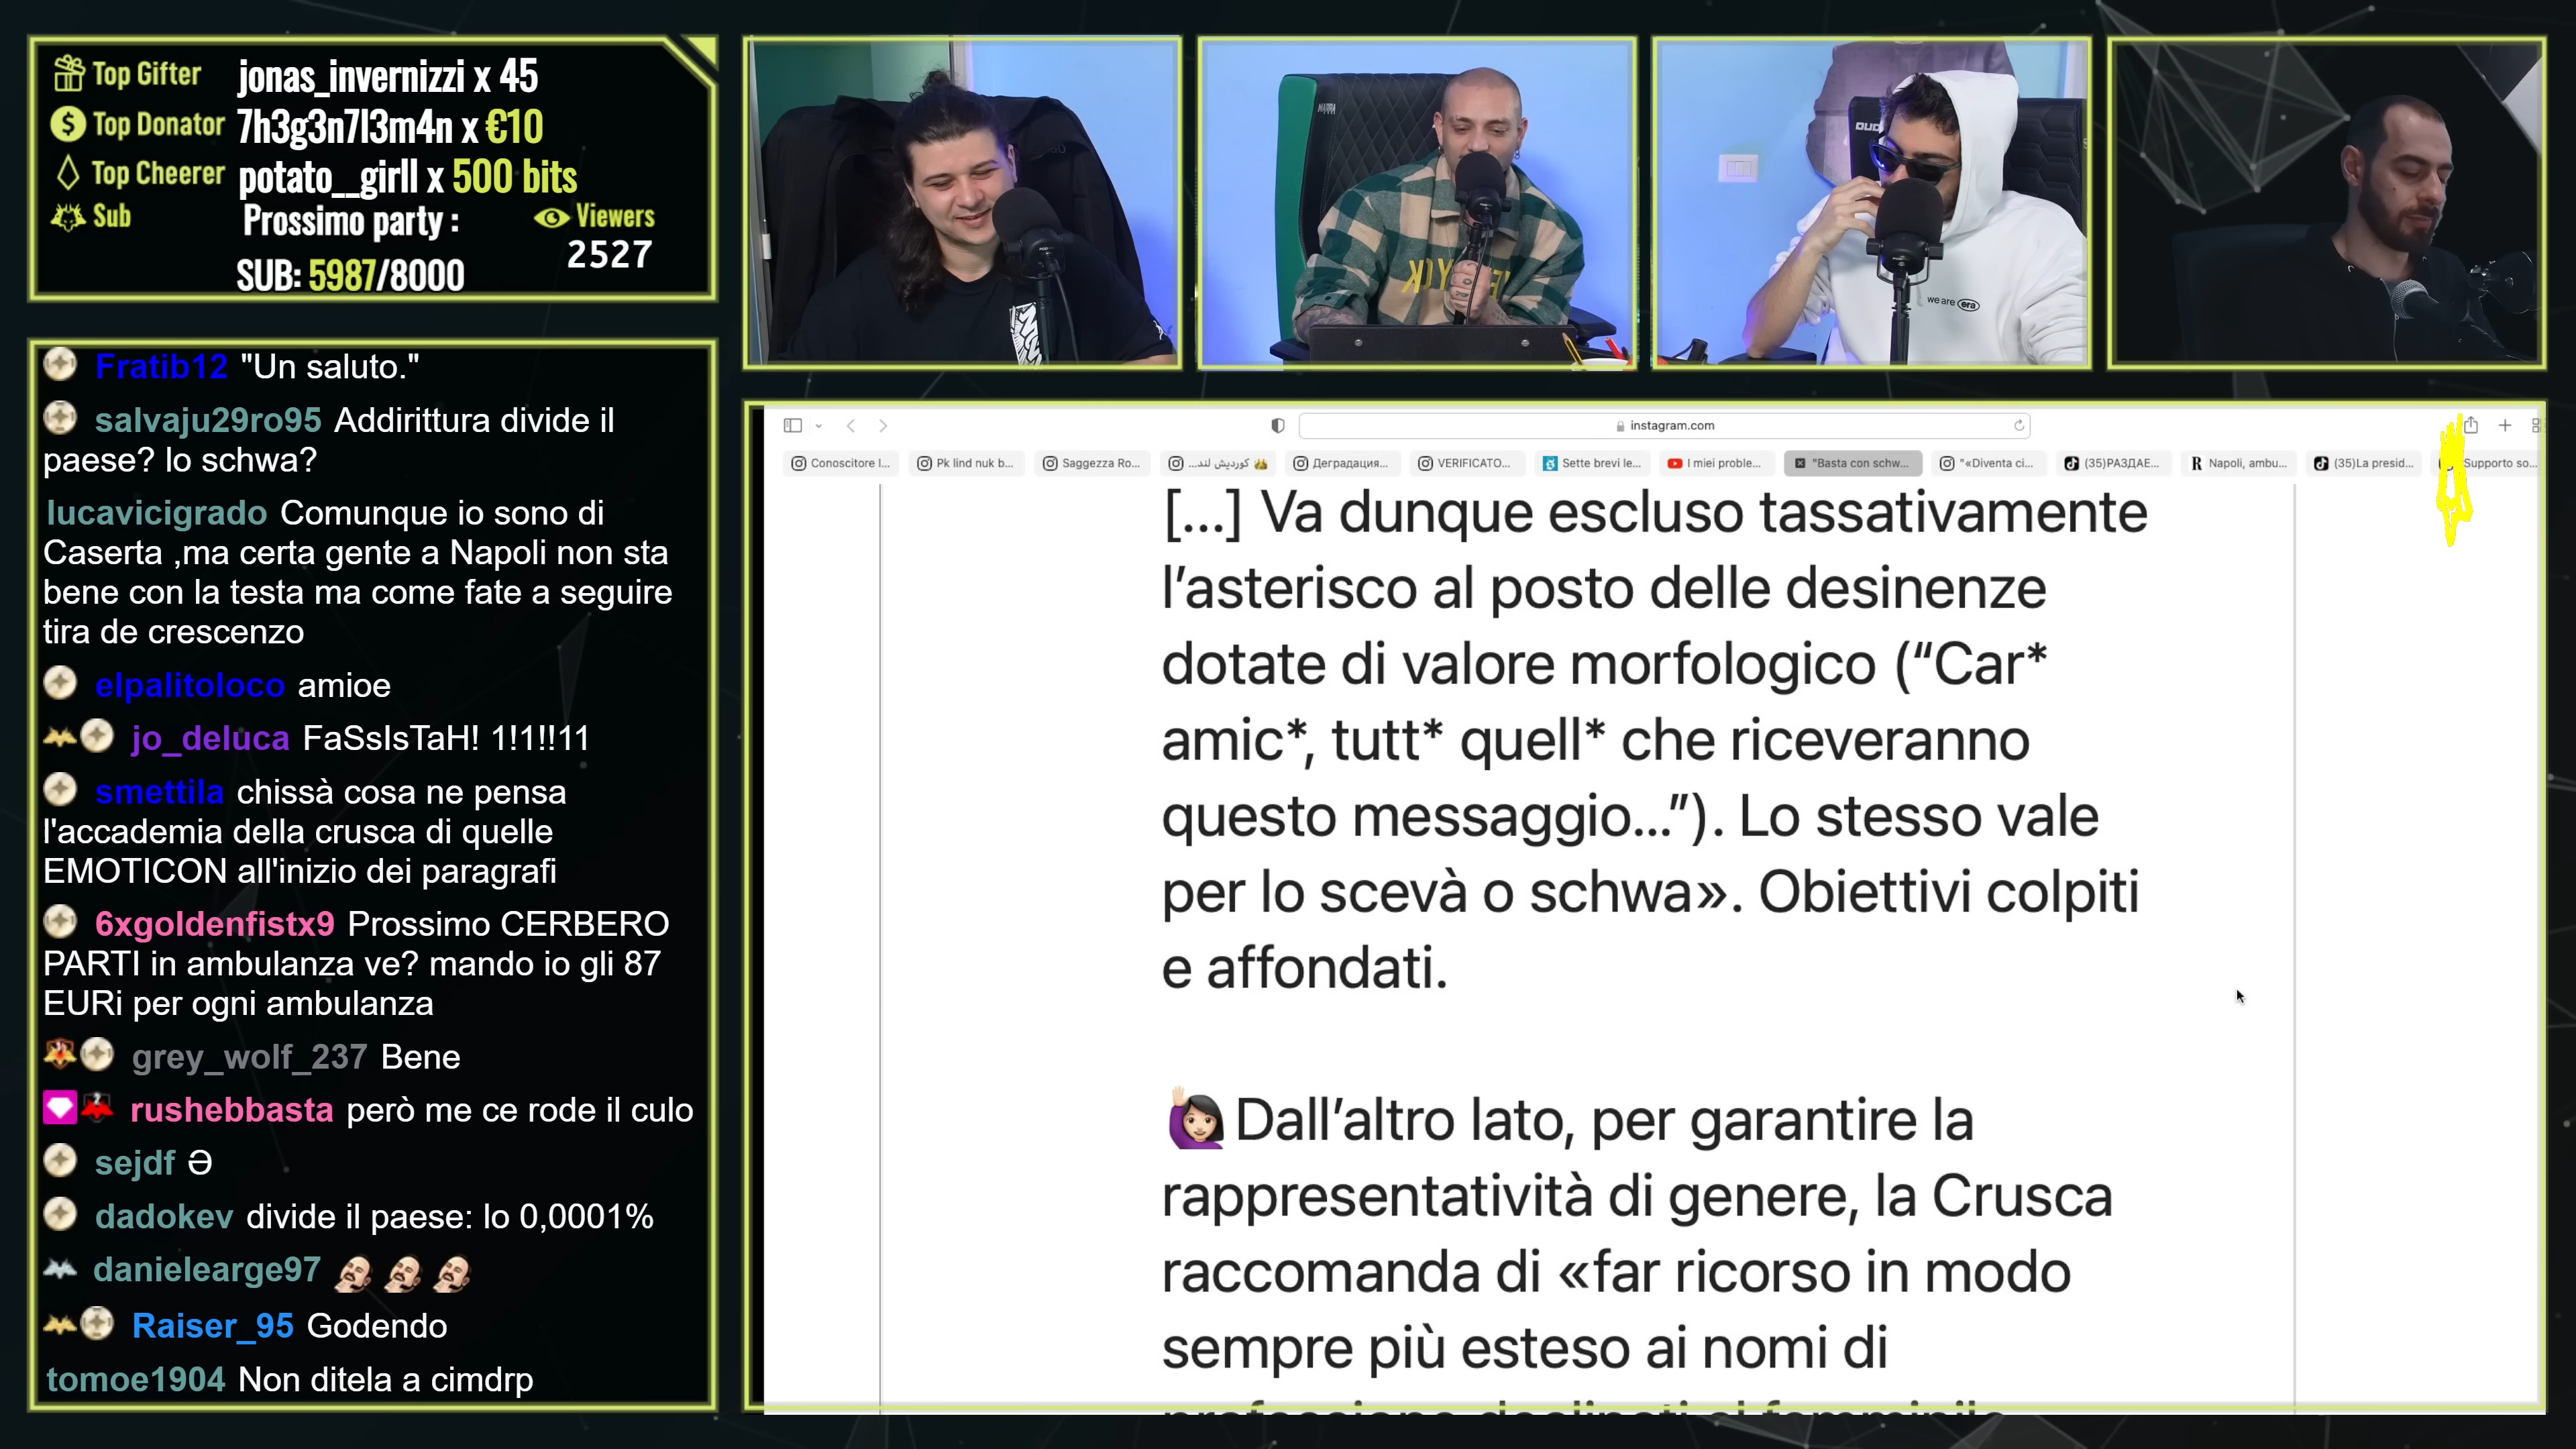 Top Gifter jonas_invernizzi x 45
Top Donator 7h3g3n7l3m4n x €10
Top Cheerer potato__girll x 500 bits
Sub Prossimo party : Viewers
2527
SUB: 5987/8000
Fratib12 "Un saluto."
salvaju29ro95 Addirittura divide il
paese? lo schwa?
lucavicigrado Comunque io sono di
Caserta ,ma certa gente a Napoli non sta
bene con la testa ma come fate a seguire
tira de crescenzo
elpalitoloco amioe
jo_deluca FaSsIsTaH! 1!1!!11
smettila chissà cosa ne pensa
l'accademia della crusca di quelle
EMOTICON all'inizio dei paragrafi
6xgoldenfistx9 Prossimo CERBERO
PARTI in ambulanza ve? mando io gli 87
EURi per ogni ambulanza
grey_wolf_237 Bene
rushebbasta però me ce rode il culo
sejdf Ə
dadokev divide il paese: lo 0,0001%
danielearge97
Raiser_95 Godendo
tomoe1904 Non ditela a cimdrp
we are era
instagram.com
Conoscitore l...
Pk lind nuk b...
Saggezza Ro...
کوردیش لند...
Деградация...
VERIFICATO...
Sette brevi le...
I miei proble...
"Basta con schw...
"«Diventa ci...
(35)РАЗДАЕ...
Napoli, ambu...
(35)La presid...
Supporto so...
[...] Va dunque escluso tassativamente
l’asterisco al posto delle desinenze
dotate di valore morfologico (“Car*
amic*, tutt* quell* che riceveranno
questo messaggio...”). Lo stesso vale
per lo scevà o schwa». Obiettivi colpiti
e affondati.
🙋🏻‍♀️Dall’altro lato, per garantire la
rappresentatività di genere, la Crusca
raccomanda di «far ricorso in modo
sempre più esteso ai nomi di